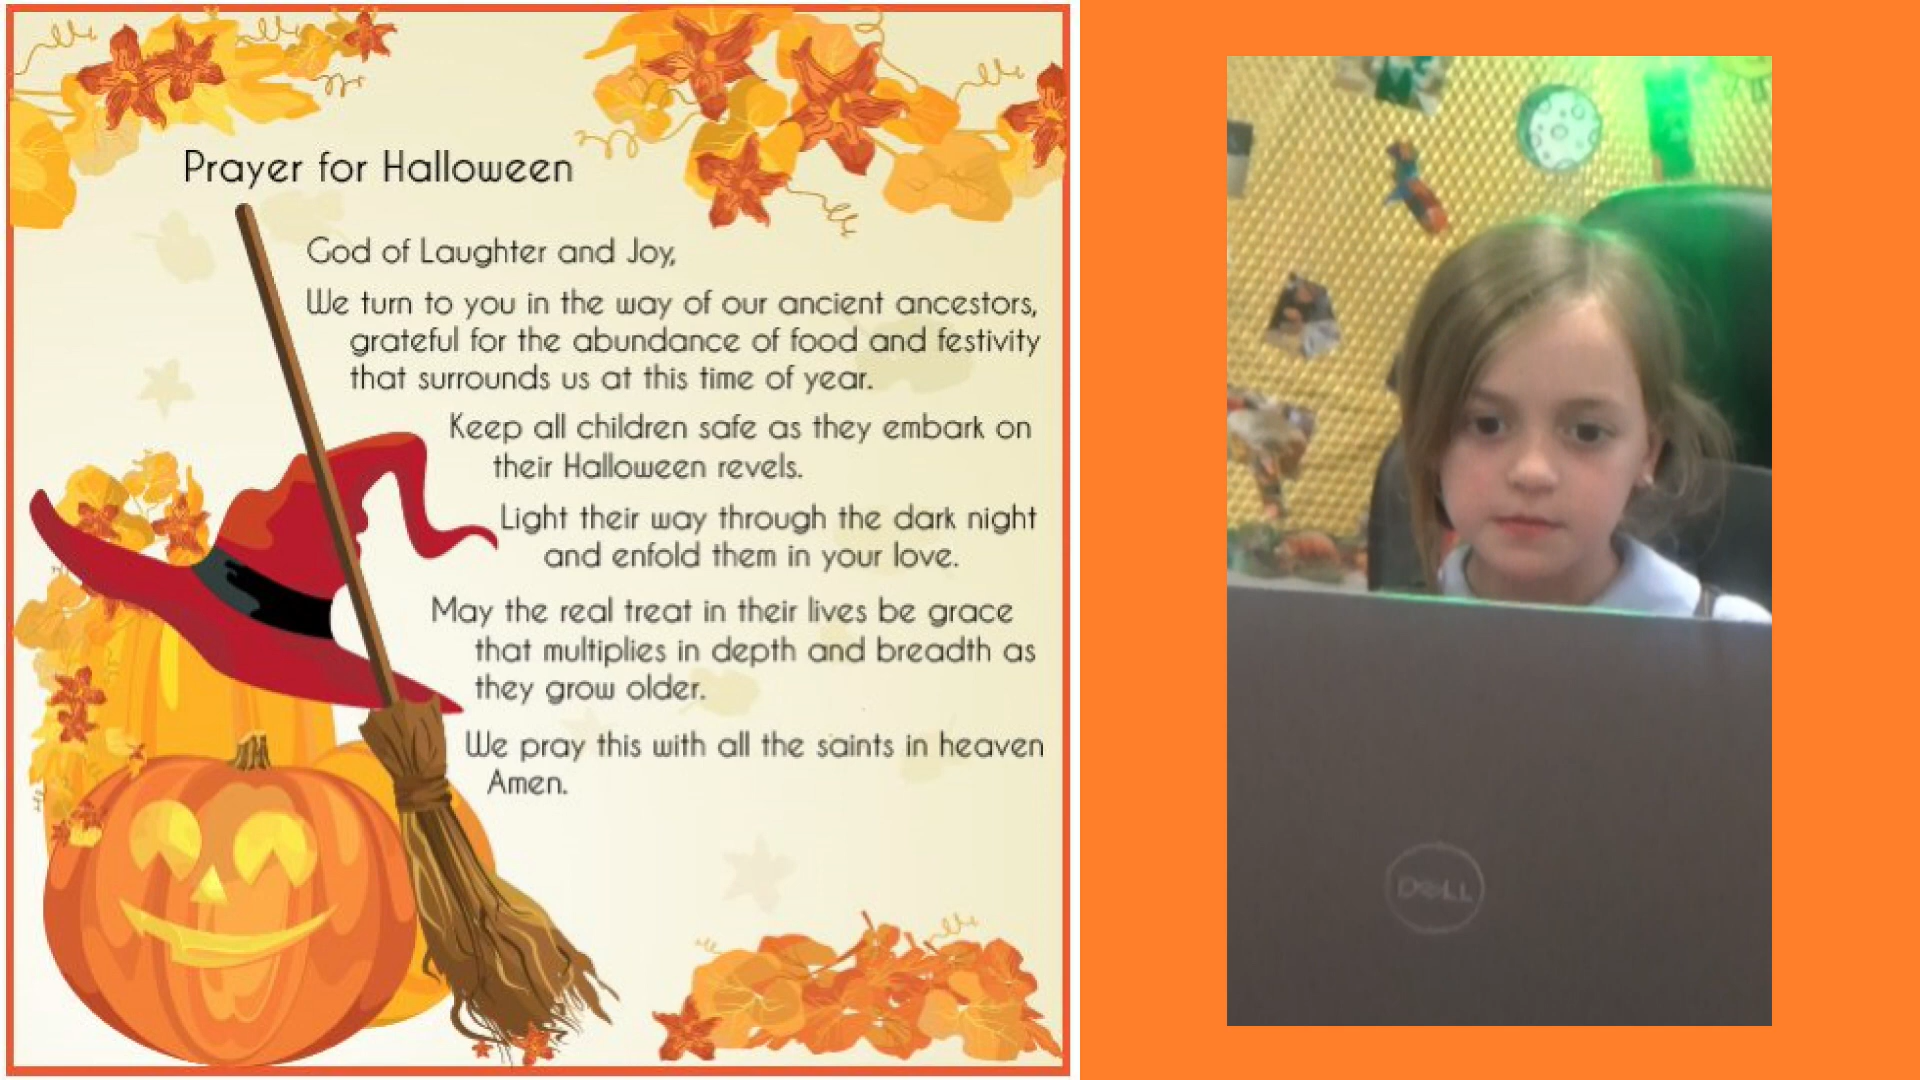 Prayer for Halloween
God of Laughter and Joy,
We turn to you in the way of our ancient ancestors,
grateful for the abundance of food and festivity
that surrounds us at this time of year.
Keep all children safe as they embark on
their Halloween revels.
Light their way through the dark night
and enfold them in your love.
May the real treat in their lives be grace
that multiplies in depth and breadth as
they grow older.
We pray this with all the saints in heaven
Amen.
DELL